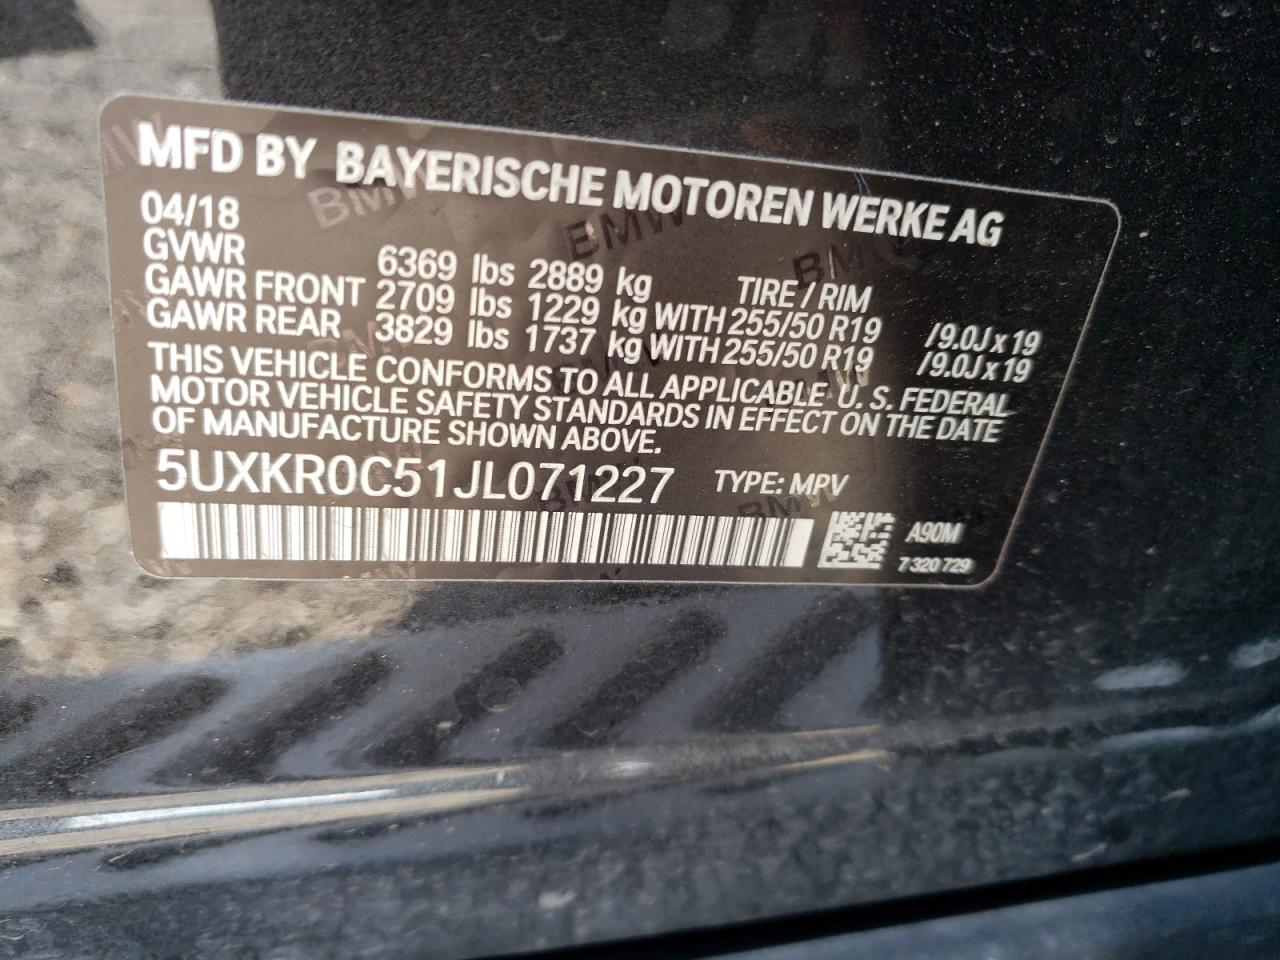 MFD BY BAYERISCHE MOTOREN WERKE AG
04/18
GVWR 6369 lbs 2889 kg TIRE / RIM
GAWR FRONT 2709 lbs 1229 kg WITH 255/50 R19 /9.0J x 19
GAWR REAR 3829 lbs 1737 kg WITH 255/50 R19 /9.0J x 19
THIS VEHICLE CONFORMS TO ALL APPLICABLE U. S. FEDERAL
MOTOR VEHICLE SAFETY STANDARDS IN EFFECT ON THE DATE
OF MANUFACTURE SHOWN ABOVE.
5UXKR0C51JL071227 TYPE: MPV
A90M
7 320 729